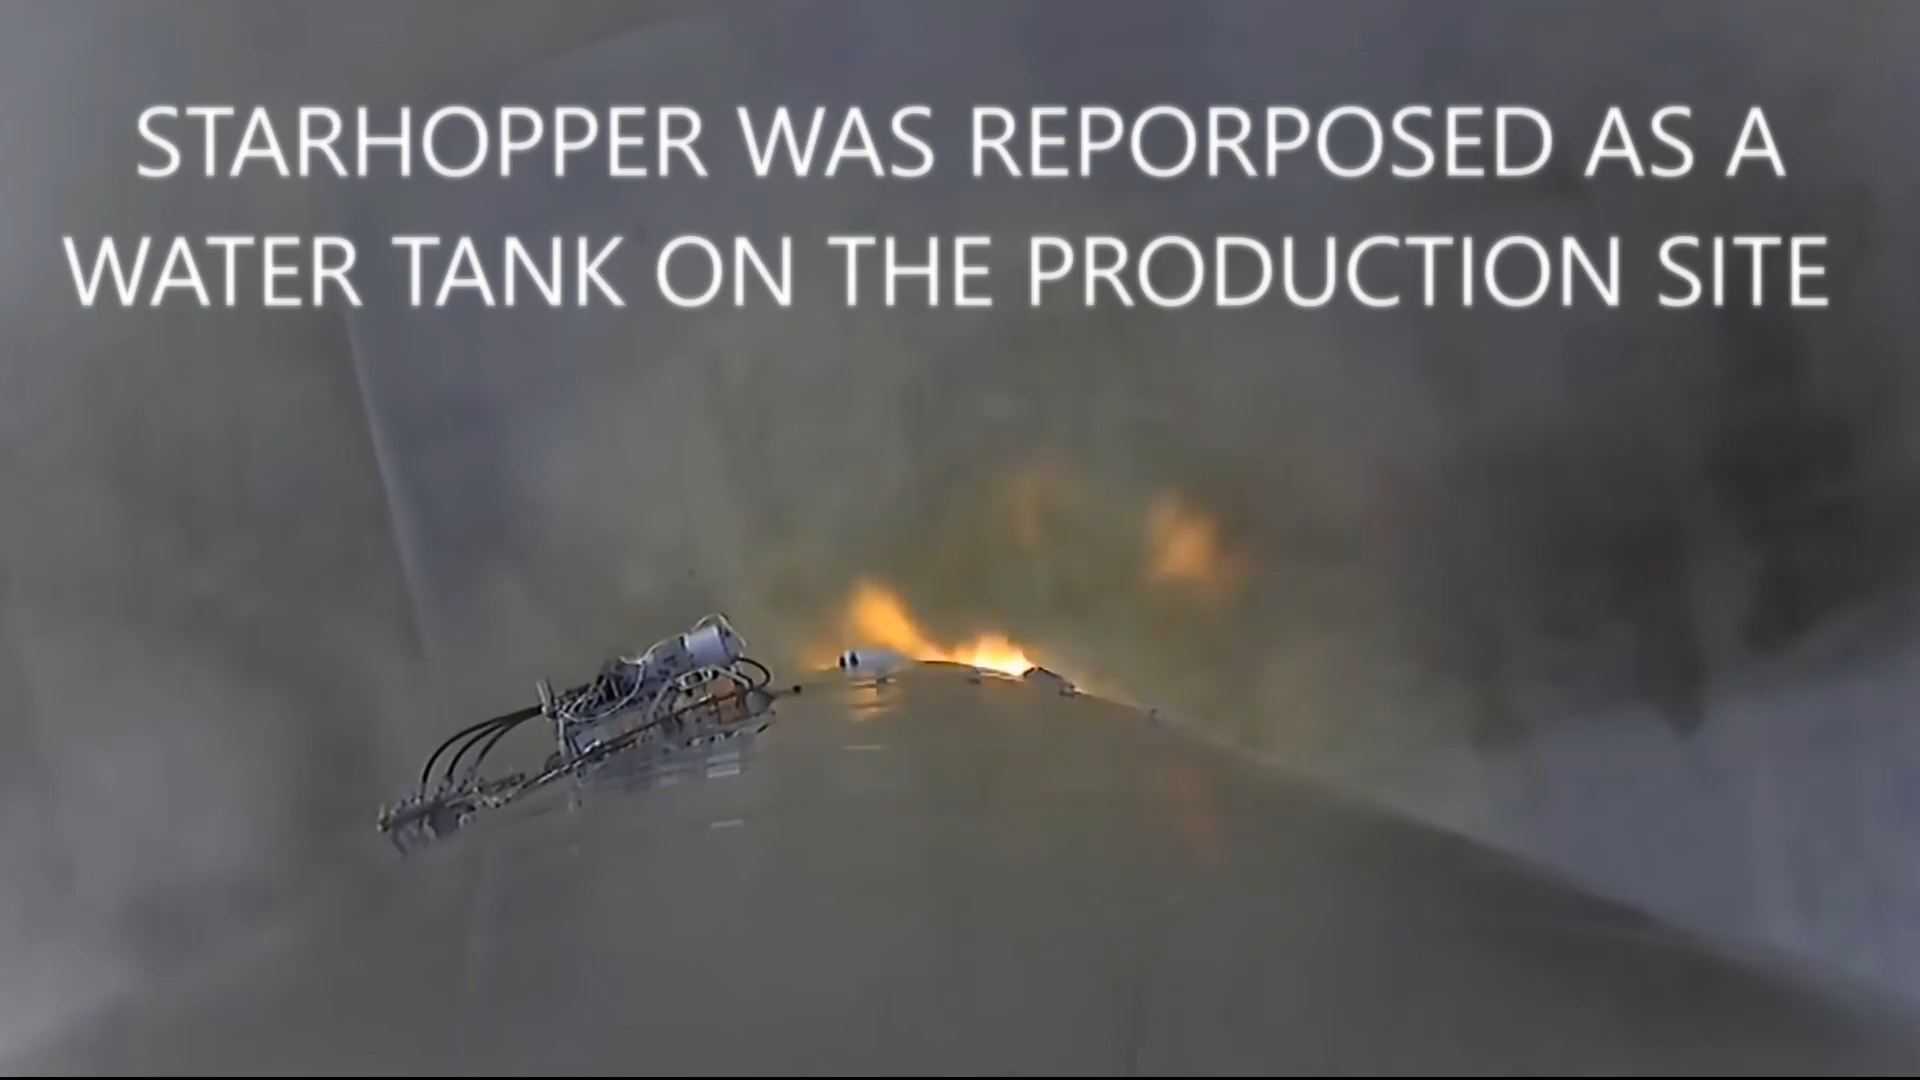 STARHOPPER WAS REPORPOSED AS A
WATER TANK ON THE PRODUCTION SITE